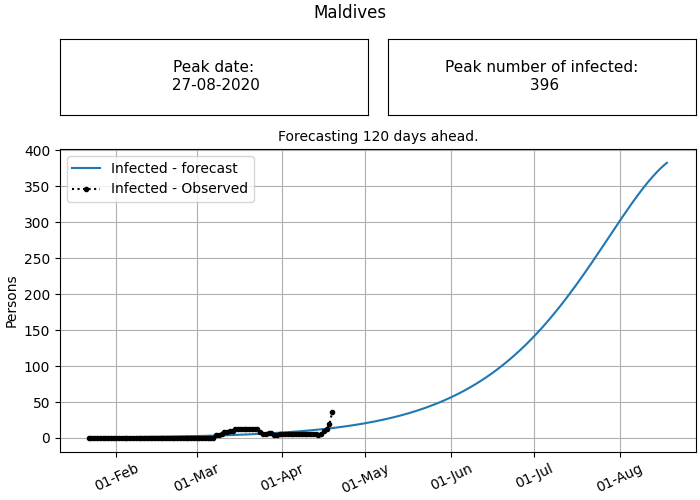 Maldives
Peak date:
27-08-2020
Peak number of infected:
396
Forecasting 120 days ahead.
400
350
300
250
200
150
100
50
0
Persons
Infected - forecast
Infected - Observed
01-Feb
01-Mar
01-Apr
01-May
01-Jun
01-Jul
01-Aug